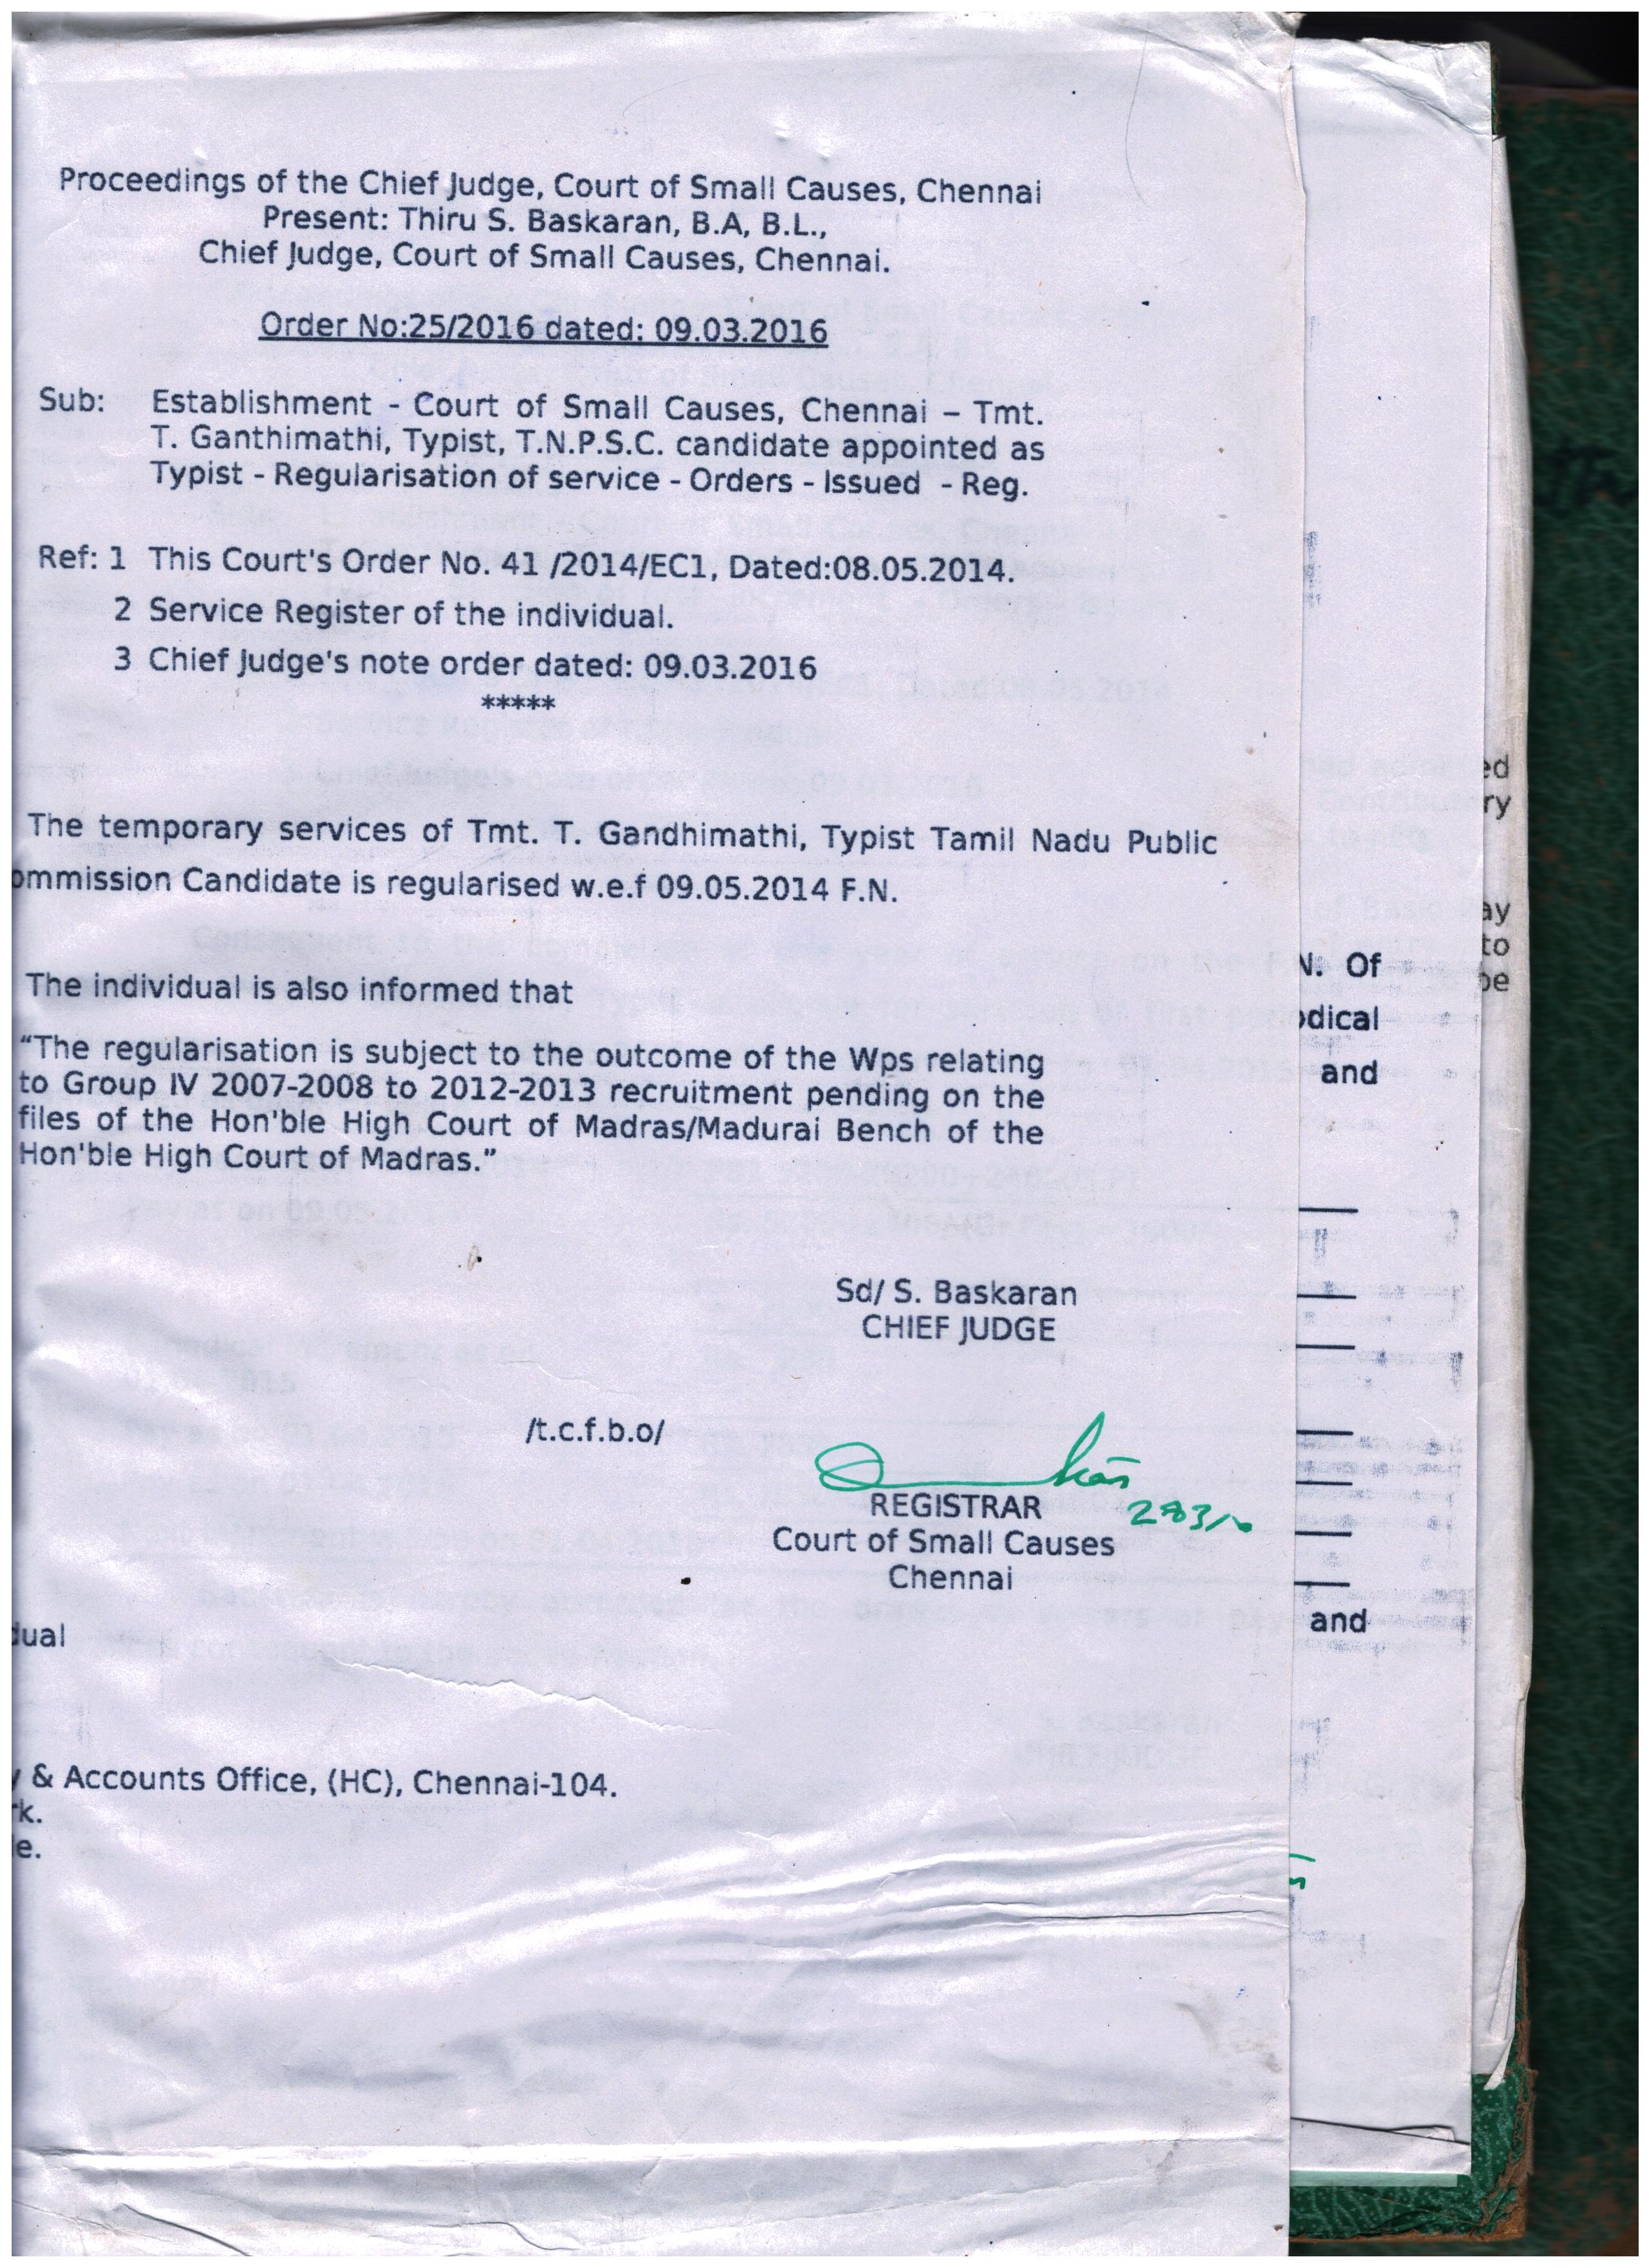 Proceedings of the Chief Judge, Court of Small Causes, Chennai
Present: Thiru S. Baskaran, B.A, B.L.,
Chief Judge, Court of Small Causes, Chennai.
Order No:25/2016 dated: 09.03.2016
Sub: Establishment - Court of Small Causes, Chennai – Tmt.
T. Ganthimathi, Typist, T.N.P.S.C. candidate appointed as
Typist - Regularisation of service - Orders - Issued - Reg.
Ref: 1 This Court's Order No. 41 /2014/EC1, Dated:08.05.2014.
2 Service Register of the individual.
3 Chief Judge's note order dated: 09.03.2016
*****
The temporary services of Tmt. T. Gandhimathi, Typist Tamil Nadu Public
ommission Candidate is regularised w.e.f 09.05.2014 F.N.
The individual is also informed that
“The regularisation is subject to the outcome of the Wps relating
to Group IV 2007-2008 to 2012-2013 recruitment pending on the
files of the Hon'ble High Court of Madras/Madurai Bench of the
Hon'ble High Court of Madras.”
Sd/ S. Baskaran
CHIEF JUDGE
/t.c.f.b.o/
REGISTRAR
Court of Small Causes
Chennai
dual
& Accounts Office, (HC), Chennai-104.
rk.
le.
ed
ry
ay
to
be
N. Of
odical
and
and